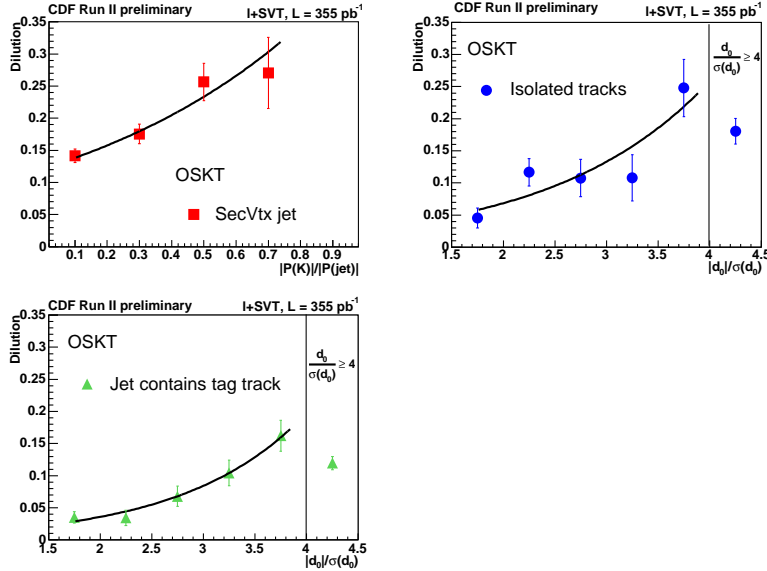 CDF Run II preliminary
l+SVT, L = 355 pb⁻¹
Dilution
0.35
0.3
0.25
0.2
0.15
0.1
0.05
0
OSKT
SecVtx jet
0.1 0.2 0.3 0.4 0.5 0.6 0.7 0.8 0.9
|P(K)|/|P(jet)|
CDF Run II preliminary
l+SVT, L = 355 pb⁻¹
Dilution
0.35
0.3
0.25
0.2
0.15
0.1
0.05
0
OSKT
Isolated tracks
d₀/σ(d₀) ≥ 4
1.5 2 2.5 3 3.5 4 4.5
|d₀|/σ(d₀)
CDF Run II preliminary
l+SVT, L = 355 pb⁻¹
Dilution
0.35
0.3
0.25
0.2
0.15
0.1
0.05
0
OSKT
Jet contains tag track
d₀/σ(d₀) ≥ 4
1.5 2 2.5 3 3.5 4 4.5
|d₀|/σ(d₀)